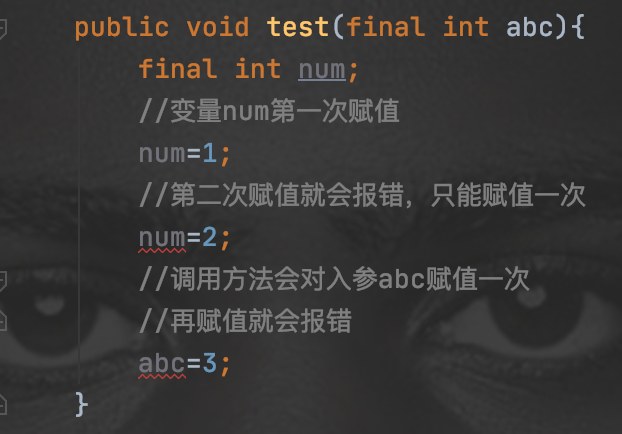 public void test(final int abc){
final int num;
//变量num第一次赋值
num=1;
//第二次赋值就会报错，只能赋值一次
num=2;
//调用方法会对入参abc赋值一次
//再赋值就会报错
abc=3;
}